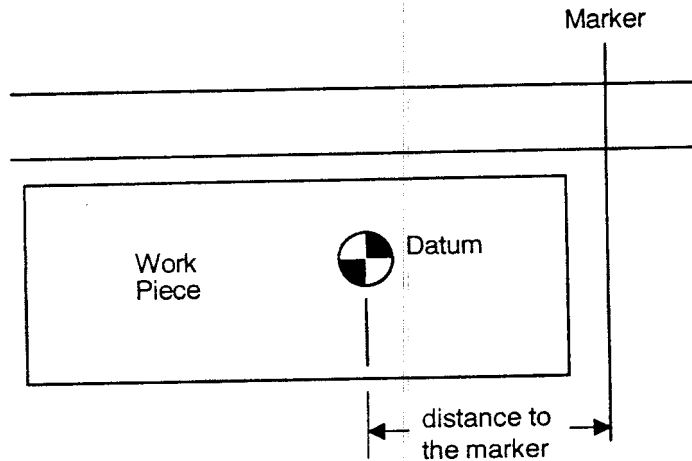 Marker
Datum
Work
Piece
distance to
the marker